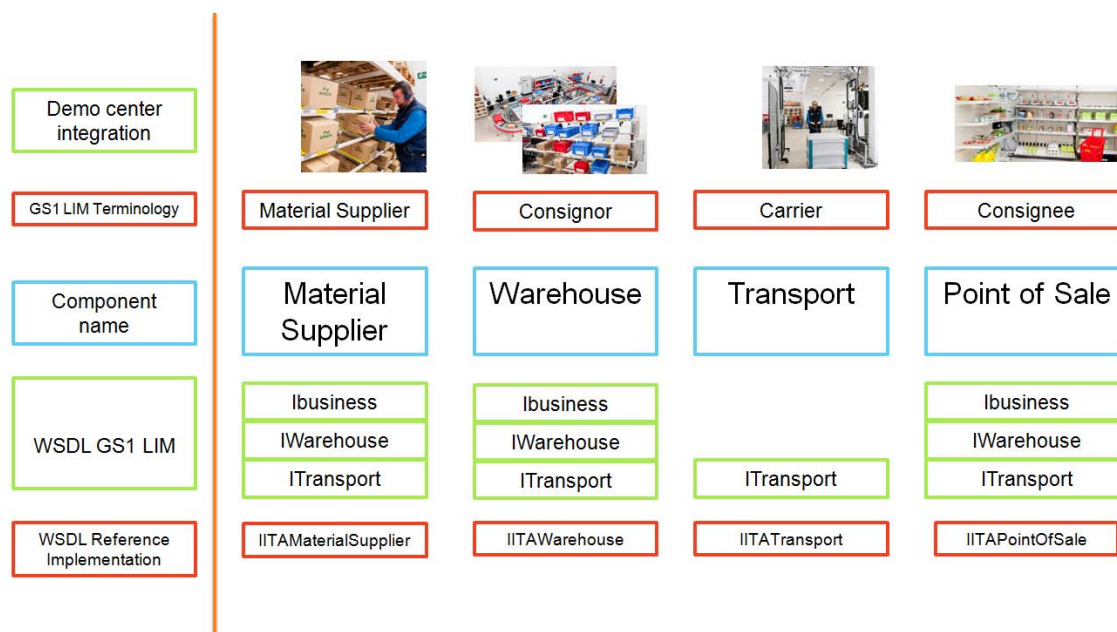 Demo center
integration
GS1 LIM Terminology
Material Supplier
Consignor
Carrier
Consignee
Component
name
Material
Supplier
Warehouse
Transport
Point of Sale
WSDL GS1 LIM
Ibusiness
Ibusiness
Ibusiness
IWarehouse
IWarehouse
IWarehouse
ITransport
ITransport
ITransport
ITransport
WSDL Reference
Implementation
IITAMaterialSupplier
IITAWarehouse
IITATransport
IITAPointOfSale